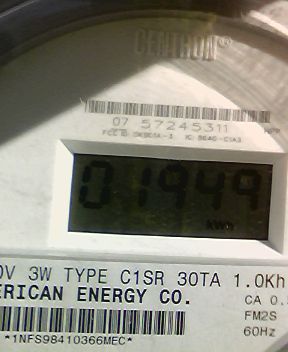 CENTRON®
07 57245311
01949
kWh
0V 3W TYPE C1SR 30TA 1.0Kh
ERICAN ENERGY CO.
CA 0.
FM2S
60Hz
*1NFS98410366MEC*